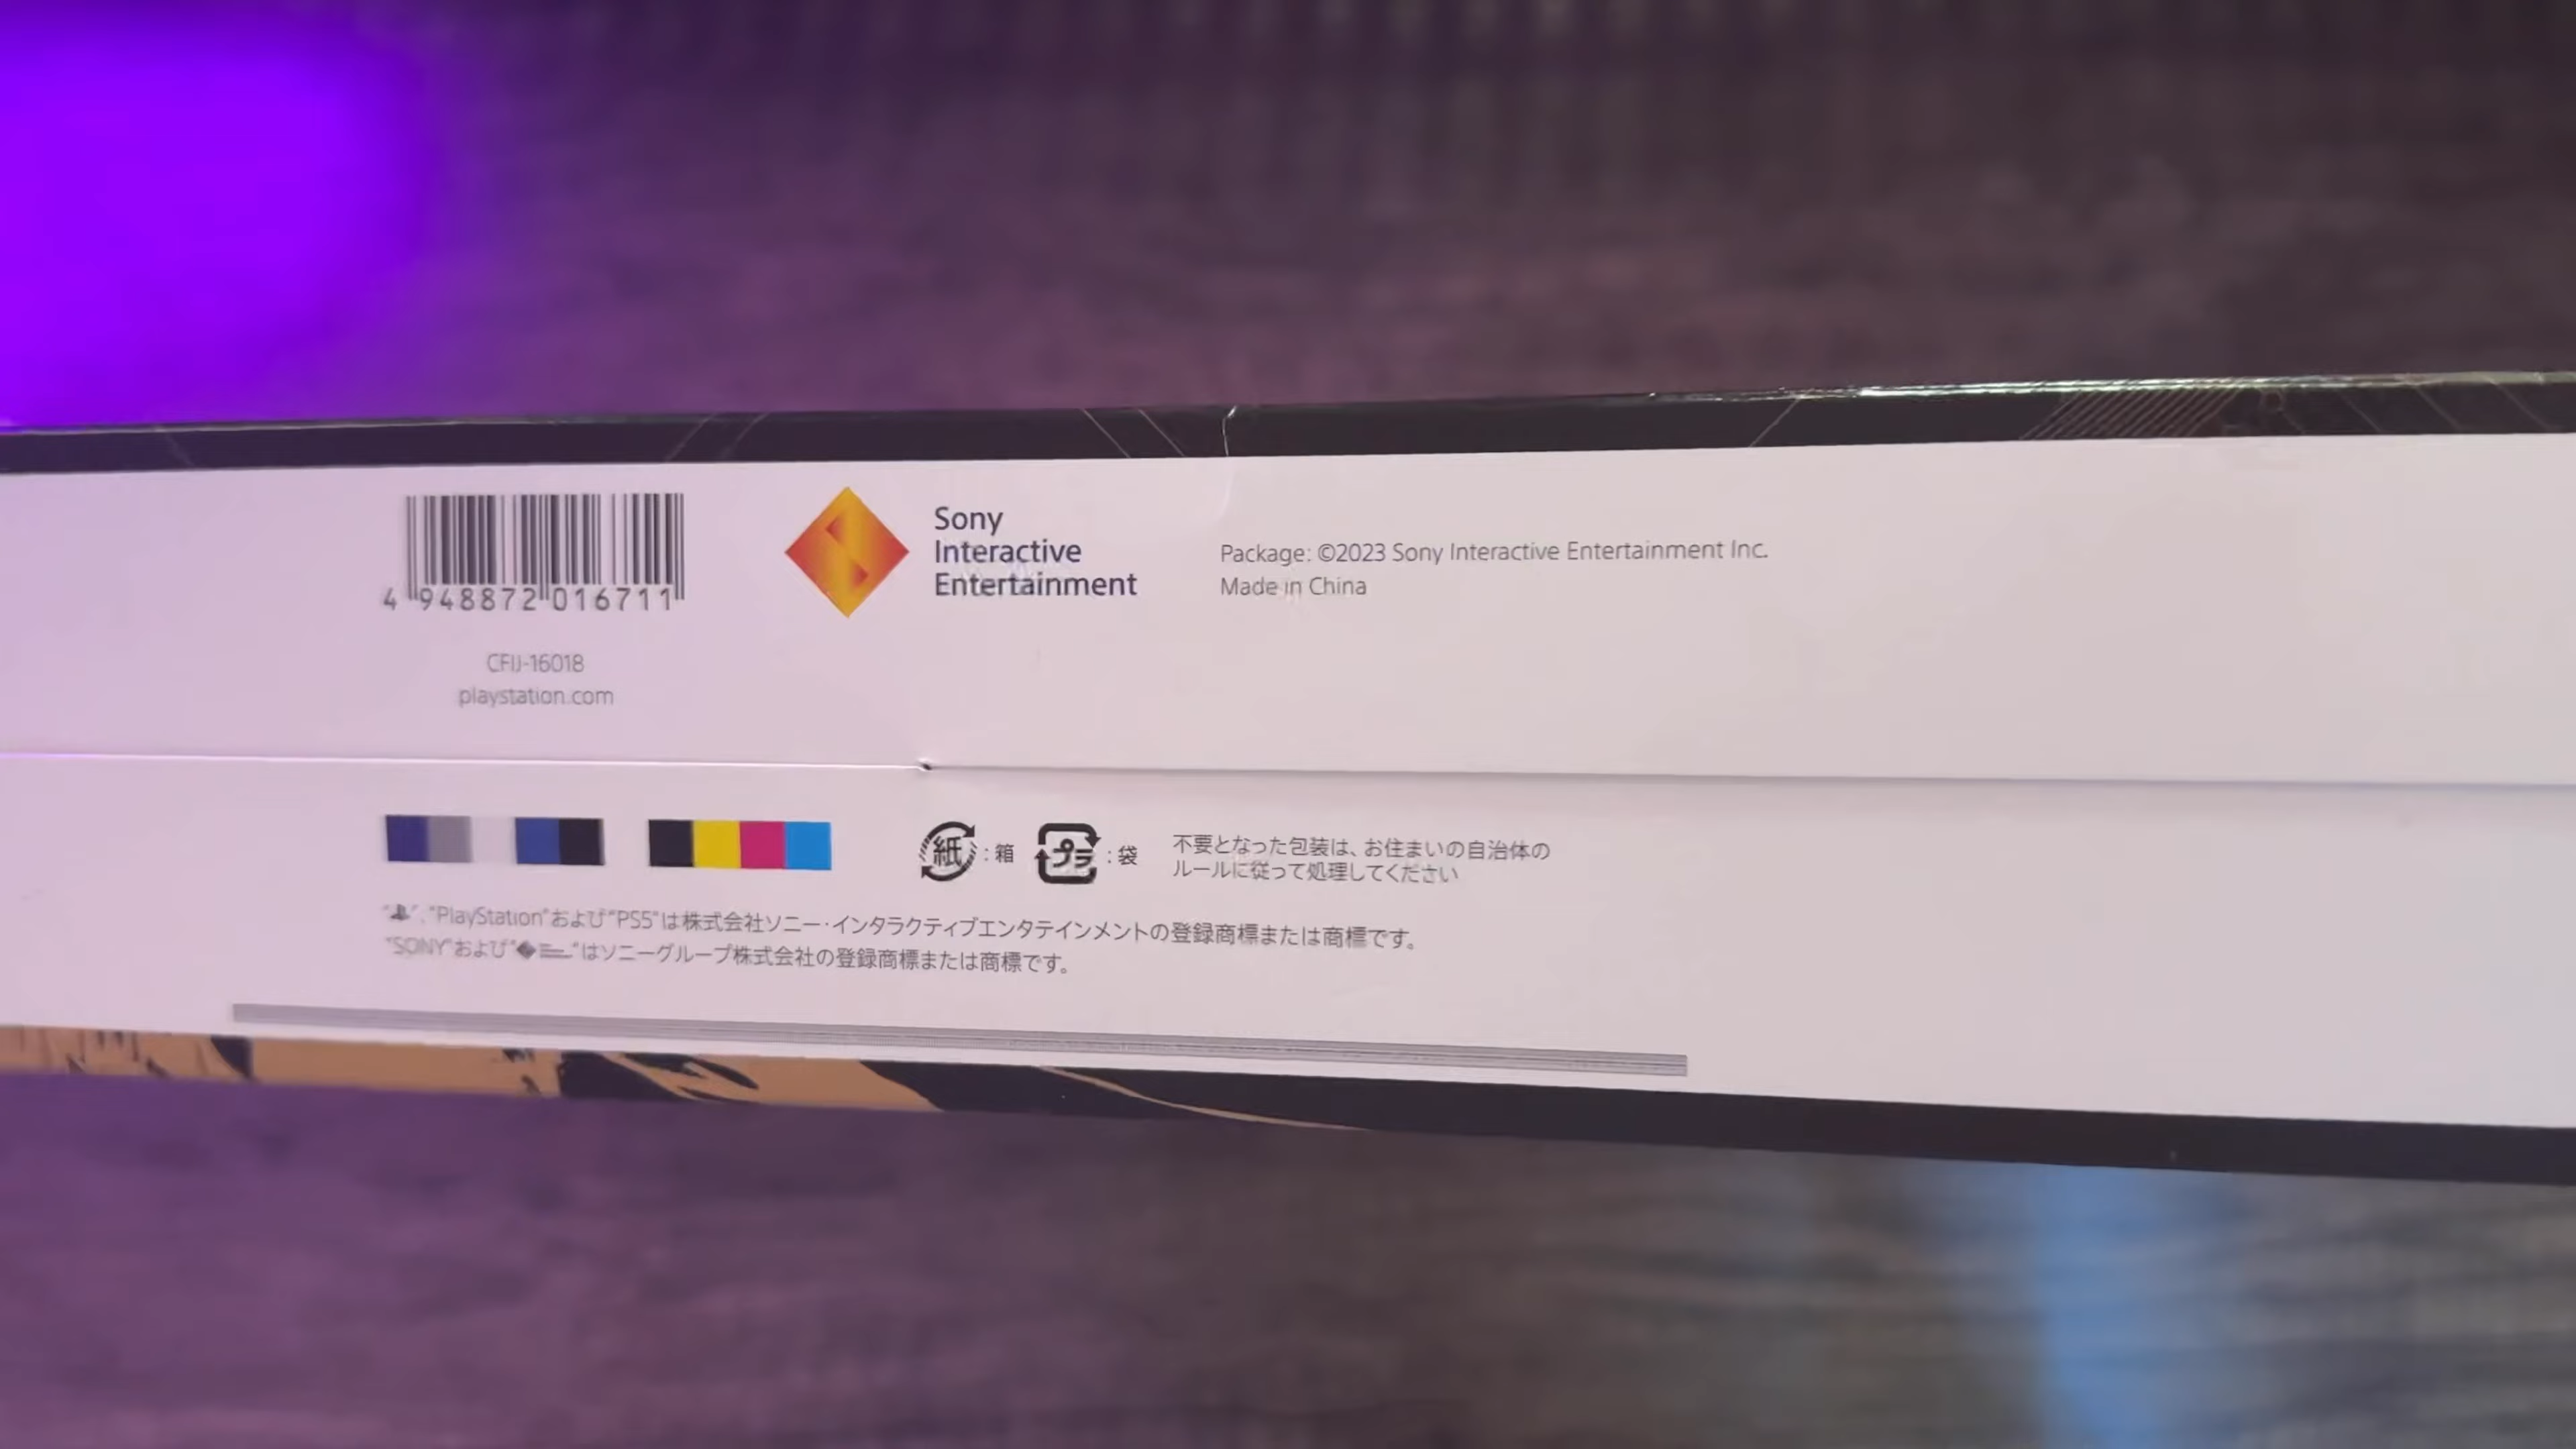 4 948872 016711
CFIJ-16018
playstation.com
Sony
Interactive
Entertainment
Package: ©2023 Sony Interactive Entertainment Inc.
Made in China
紙 : 箱
プラ : 袋
不要となった包装は、お住まいの自治体の
ルールに従って処理してください
“ ”, “PlayStation”および“PS5”は株式会社ソニー・インタラクティブエンタテインメントの登録商標または商標です。
“SONY”および“ ”はソニーグループ株式会社の登録商標または商標です。